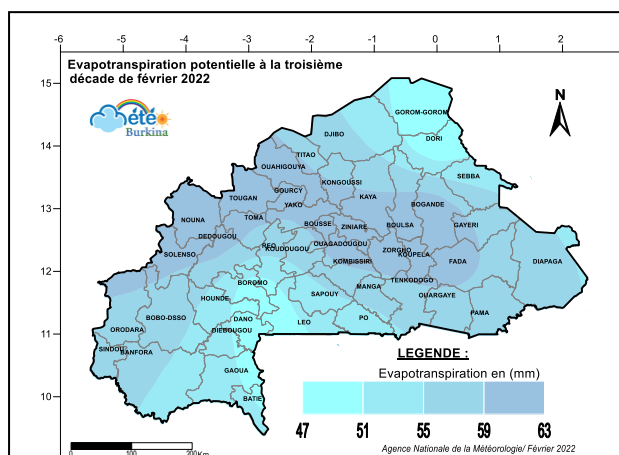 -6 -5 -4 -3 -2 -1 0 1 2
Evapotranspiration potentielle à la troisième
décade de février 2022
15
14
13
12
11
10
été
Burkina
N
GOROM-GOROM
DORI
DJIBO
TITAO
SEBBA
OUAHIGOUYA
KONGOUSSI
GOURCY
KAYA
TOUGAN
YAKO
BOGANDE
NOUNA
TOMA
BOUSSE
ZINIARE
BOULSA
GAYERI
DEDOUGOU
REO
KOUDOUGOU
OUAGADOUGOU
ZORGHO
KOUPELA
SOLENSO
KOMBISSIRI
FADA
DIAPAGA
BOROMO
MANGA
TENKODOGO
HOUNDE
SAPOUY
OUARGAYE
BOBO-DSSO
DANO
LEO
PO
PAMA
ORODARA
DIEBOUGOU
SINDOU
BANFORA
GAOUA
BATIE
LEGENDE :
Evapotranspiration en (mm)
47 51 55 59 63
0 100 200
Km
Agence Nationale de la Météorologie/ Février 2022